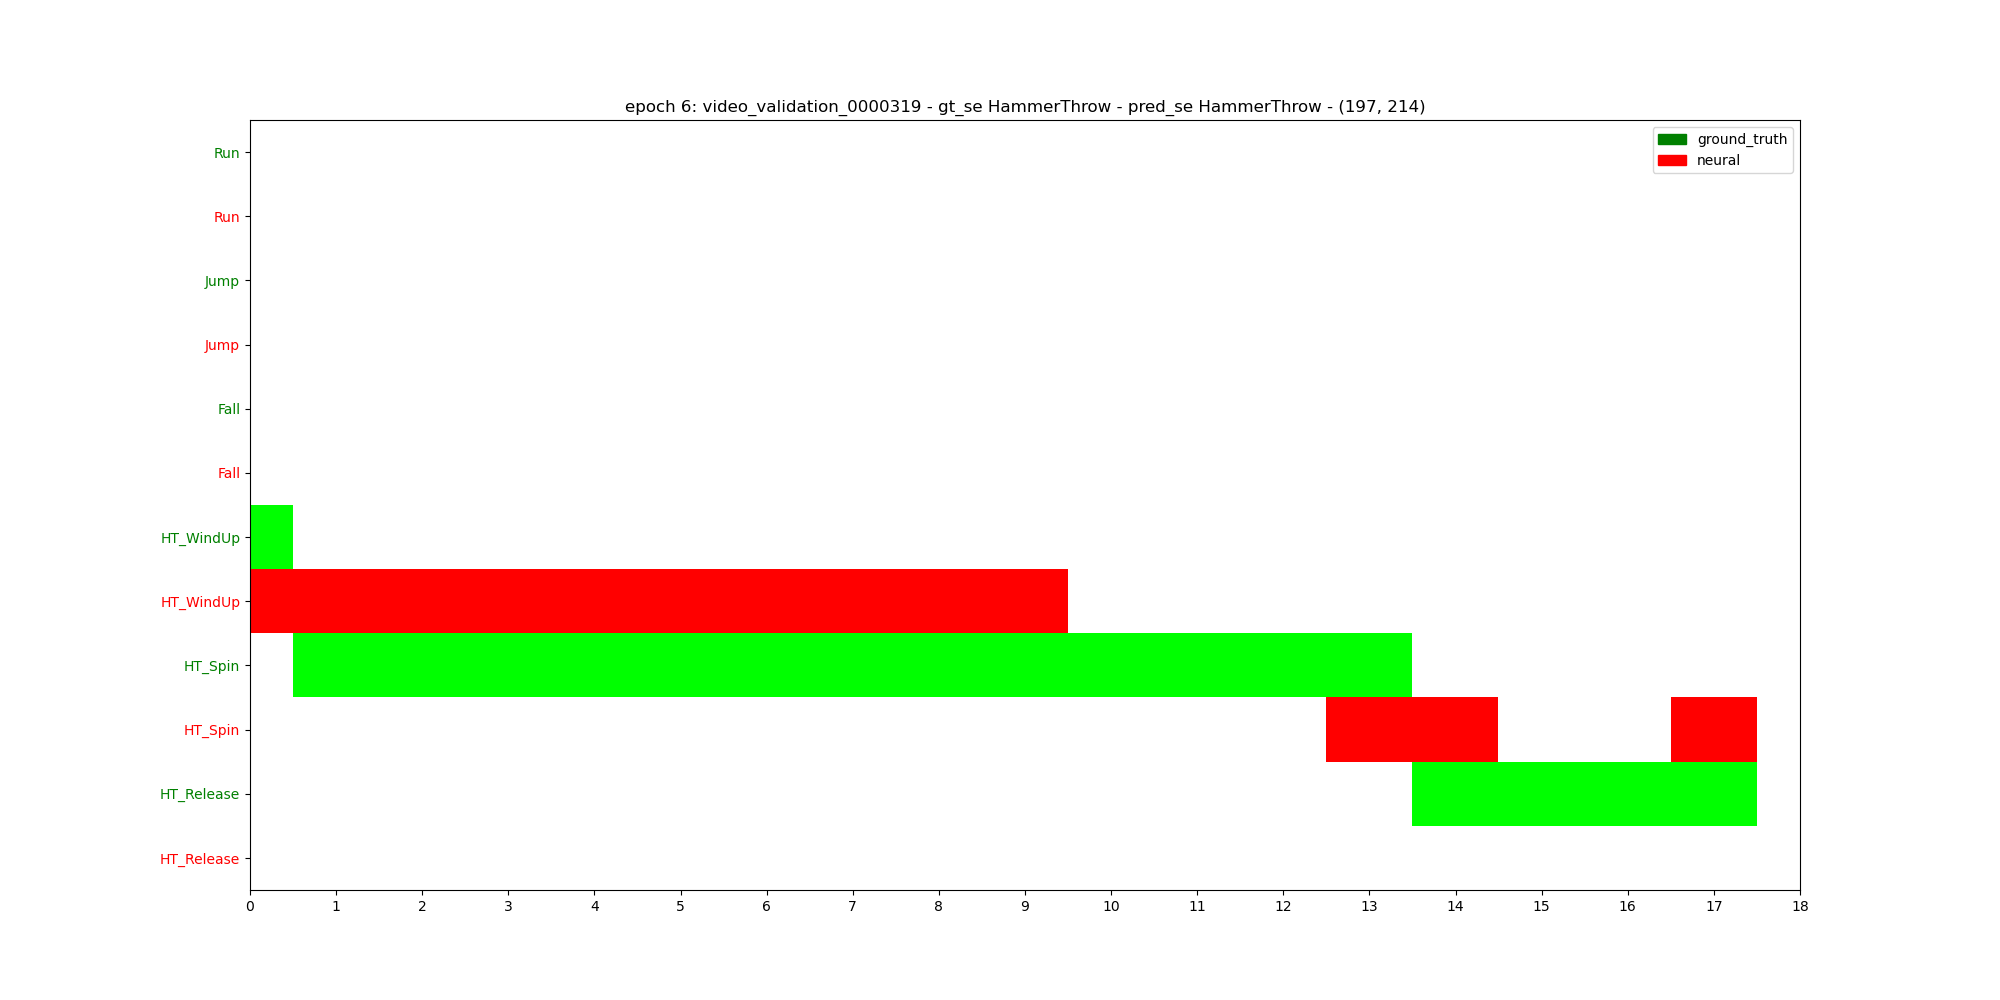 epoch 6: video_validation_0000319 - gt_se HammerThrow - pred_se HammerThrow - (197, 214)
ground_truth
neural
Run
Run
Jump
Jump
Fall
Fall
HT_WindUp
HT_WindUp
HT_Spin
HT_Spin
HT_Release
HT_Release
0 1 2 3 4 5 6 7 8 9 10 11 12 13 14 15 16 17 18